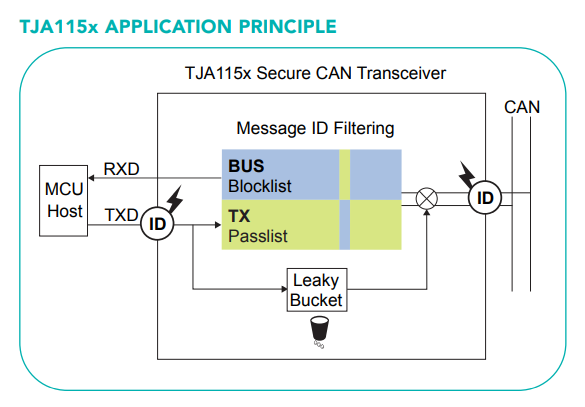 TJA115x APPLICATION PRINCIPLE
TJA115x Secure CAN Transceiver
CAN
Message ID Filtering
RXD
BUS
Blocklist
MCU
Host
TXD
ID
TX
Passlist
ID
Leaky
Bucket